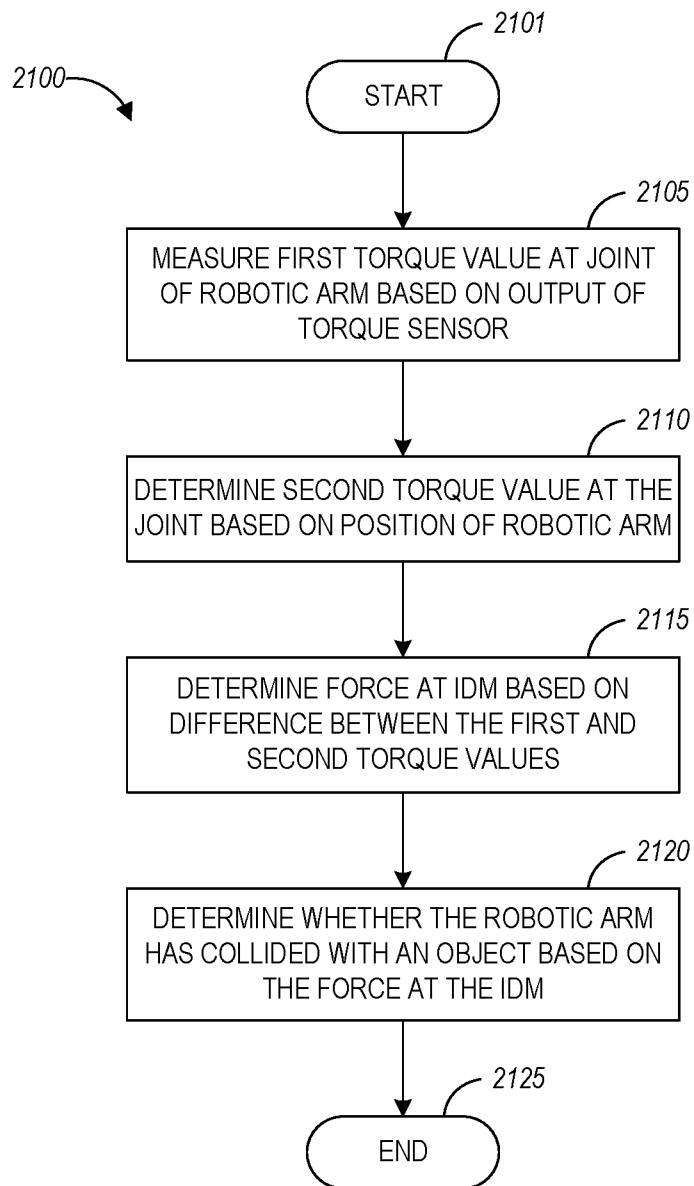 2101
2100
START
2105
MEASURE FIRST TORQUE VALUE AT JOINT
OF ROBOTIC ARM BASED ON OUTPUT OF
TORQUE SENSOR
2110
DETERMINE SECOND TORQUE VALUE AT THE
JOINT BASED ON POSITION OF ROBOTIC ARM
2115
DETERMINE FORCE AT IDM BASED ON
DIFFERENCE BETWEEN THE FIRST AND
SECOND TORQUE VALUES
2120
DETERMINE WHETHER THE ROBOTIC ARM
HAS COLLIDED WITH AN OBJECT BASED ON
THE FORCE AT THE IDM
2125
END